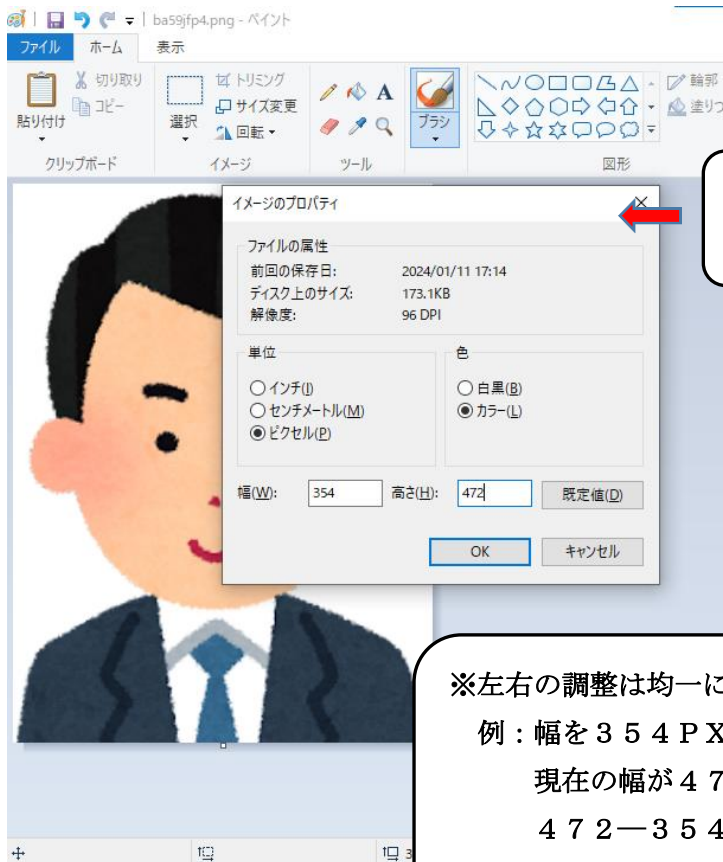 ba59jfp4.png - ペイント
ファイル ホーム 表示
貼り付け
切り取り
コピー
クリップボード
選択
トリミング
サイズ変更
回転
イメージ
A
ツール
ブラシ
図形
輪郭
イメージのプロパティ
ファイルの属性
前回の保存日: 2024/01/11 17:14
ディスク上のサイズ: 173.1KB
解像度: 96 DPI
単位
インチ(I)
センチメートル(M)
ピクセル(P)
色
白黒(B)
カラー(L)
幅(W): 354 高さ(H): 472 既定値(D)
OK キャンセル
※左右の調整は均一に
例：幅を３５４ＰＸ
現在の幅が４７
４７２―３５４